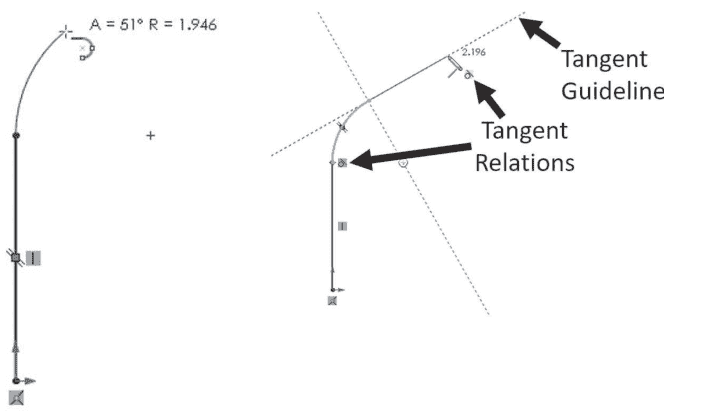 A = 51° R = 1.946
2.196
Tangent
Guideline
Tangent
Relations